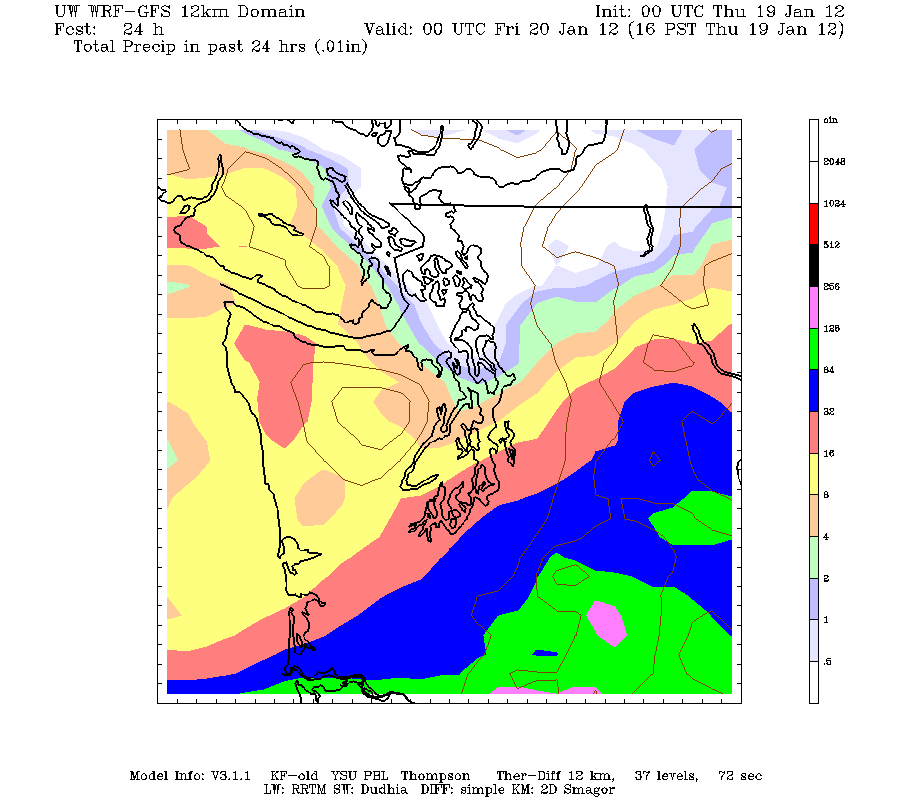 UW WRF-GFS 12km Domain Init: 00 UTC Thu 19 Jan 12
Fcst: 24 h Valid: 00 UTC Fri 20 Jan 12 (16 PST Thu 19 Jan 12)
Total Precip in past 24 hrs (.01in)
oin
2048
1024
512
256
128
64
32
16
8
4
2
1
.5
Model Info: V3.1.1 KF-old YSU PBL Thompson Ther-Diff 12 km, 37 levels, 72 sec
LW: RRTM SW: Dudhia DIFF: simple KM: 2D Smagor